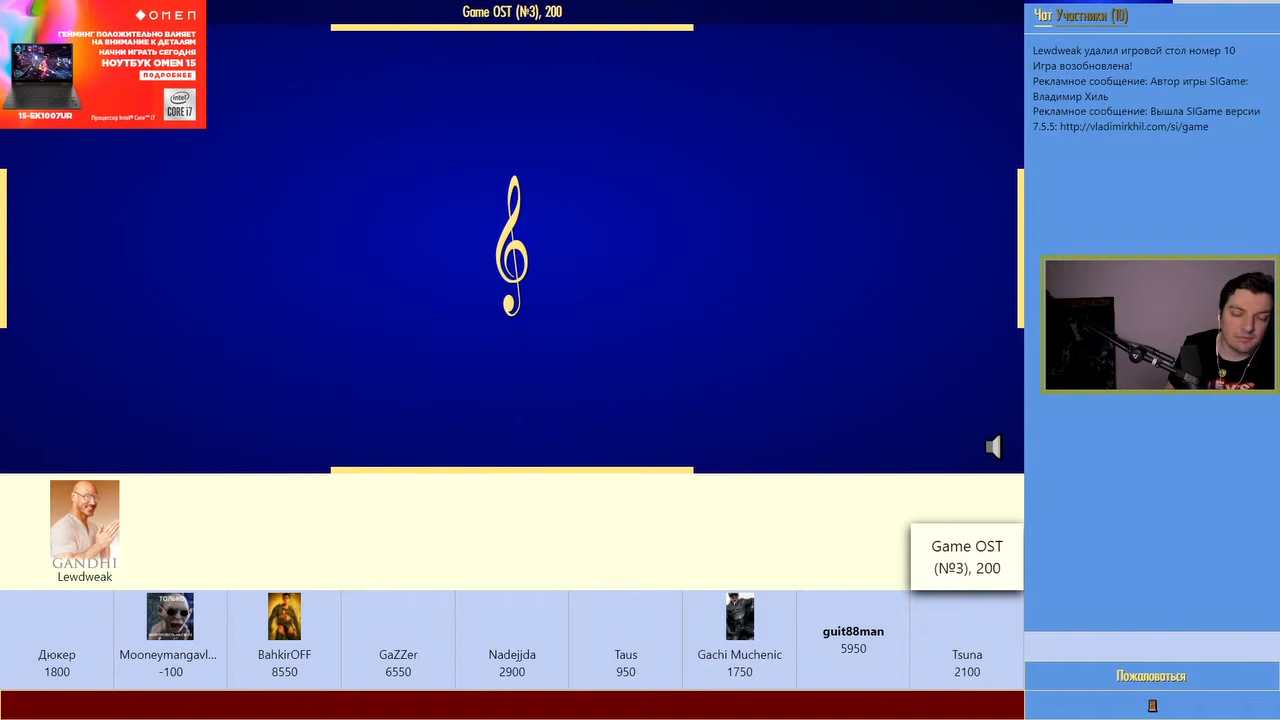 Game OST (№3), 200
OMEN
ГЕЙМИНГ ПОЛОЖИТЕЛЬНО ВЛИЯЕТ
НА ВНИМАНИЕ К ДЕТАЛЯМ
НАЧНИ ИГРАТЬ СЕГОДНЯ
НОУТБУК OMEN 15
ПОДРОБНЕЕ
intel
CORE i7
15-EK1007UR
Процессор Intel® Core™ i7
Чат Участники (10)
Lewdweak удалил игровой стол номер 10
Игра возобновлена!
Рекламное сообщение: Автор игры SIGame:
Владимир Хиль
Рекламное сообщение: Вышла SIGame версии
7.5.5: http://vladimirkhil.com/si/game
GANDHI
Lewdweak
Game OST
(№3), 200
ТОЛЬКО
Дюкер
1800
Mooneymangavl...
-100
BahkirOFF
8550
GaZZer
6550
Nadejjda
2900
Taus
950
Gachi Muchenic
1750
guit88man
5950
Tsuna
2100
Пожаловаться